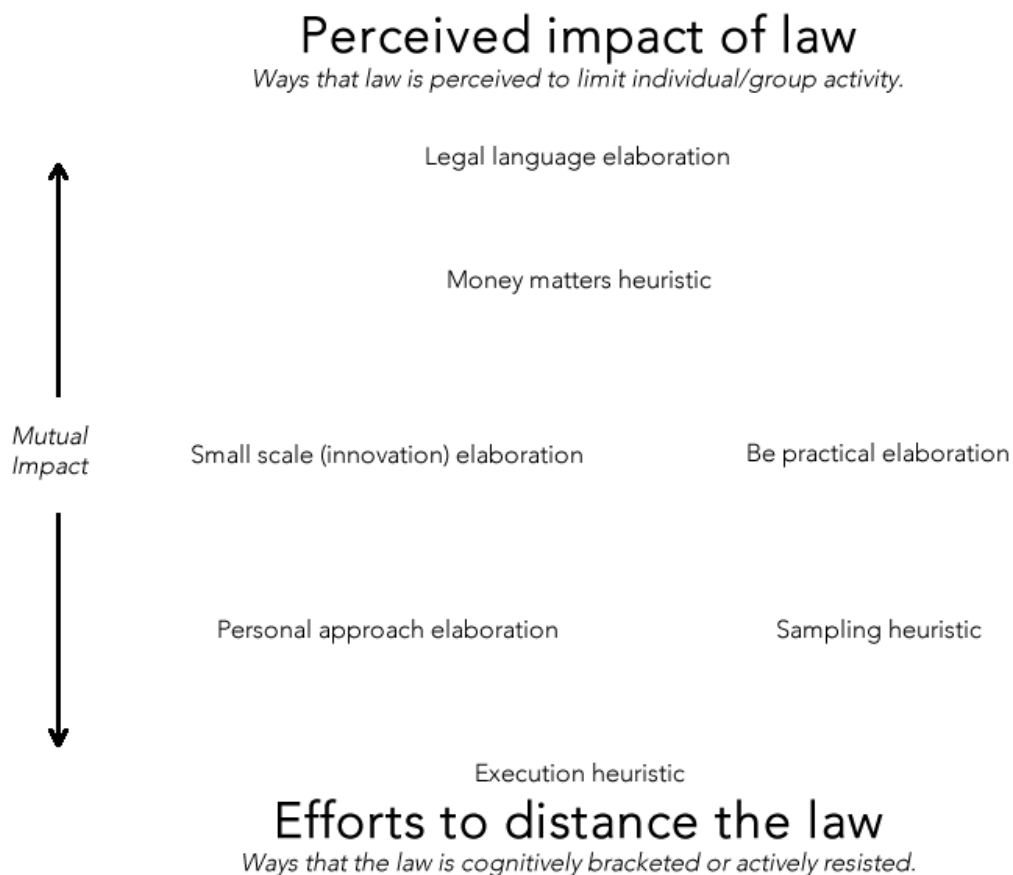 Perceived impact of law
Ways that law is perceived to limit individual/group activity.
Legal language elaboration
Money matters heuristic
Mutual
Impact
Small scale (innovation) elaboration
Be practical elaboration
Personal approach elaboration
Sampling heuristic
Execution heuristic
Efforts to distance the law
Ways that the law is cognitively bracketed or actively resisted.